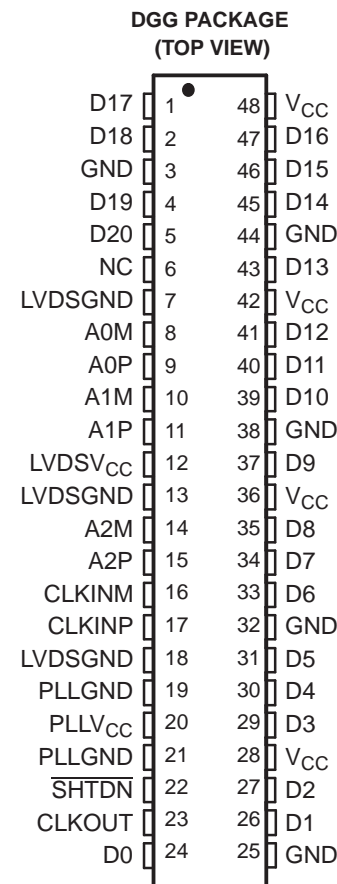 DGG PACKAGE
(TOP VIEW)
D17 1 48 VCC
D18 2 47 D16
GND 3 46 D15
D19 4 45 D14
D20 5 44 GND
NC 6 43 D13
LVDSGND 7 42 VCC
A0M 8 41 D12
A0P 9 40 D11
A1M 10 39 D10
A1P 11 38 GND
LVDSVCC 12 37 D9
LVDSGND 13 36 VCC
A2M 14 35 D8
A2P 15 34 D7
CLKINM 16 33 D6
CLKINP 17 32 GND
LVDSGND 18 31 D5
PLLGND 19 30 D4
PLLVCC 20 29 D3
PLLGND 21 28 VCC
SHTDN 22 27 D2
CLKOUT 23 26 D1
D0 24 25 GND